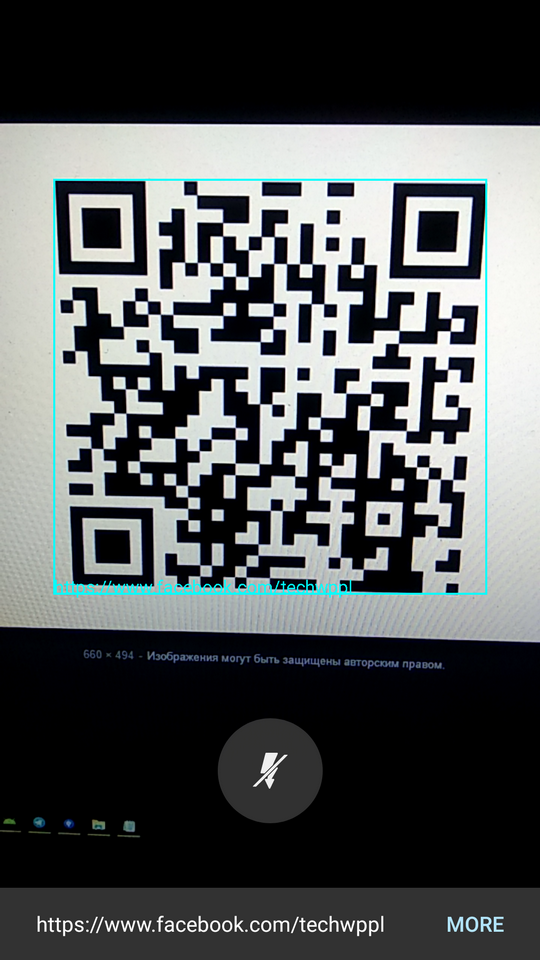 https://www.facebook.com/techwppl
660 × 494 - Изображения могут быть защищены авторским правом.
https://www.facebook.com/techwppl
MORE